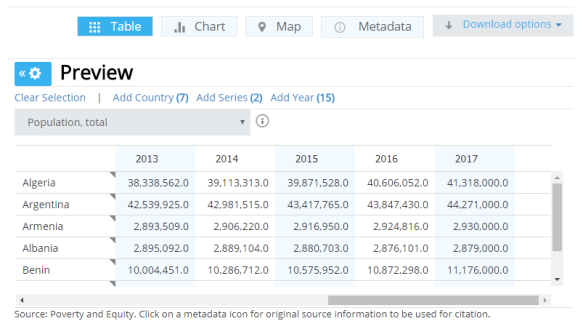 Table Chart Map Metadata Download options
Preview
Clear Selection | Add Country (7) Add Series (2) Add Year (15)
Population, total
2013 2014 2015 2016 2017
Algeria 38,338,562.0 39,113,313.0 39,871,528.0 40,606,052.0 41,318,000.0
Argentina 42,539,925.0 42,981,515.0 43,417,765.0 43,847,430.0 44,271,000.0
Armenia 2,893,509.0 2,906,220.0 2,916,950.0 2,924,816.0 2,930,000.0
Albania 2,895,092.0 2,889,104.0 2,880,703.0 2,876,101.0 2,879,000.0
Benin 10,004,451.0 10,286,712.0 10,575,952.0 10,872,298.0 11,176,000.0
Source: Poverty and Equity. Click on a metadata icon for original source information to be used for citation.